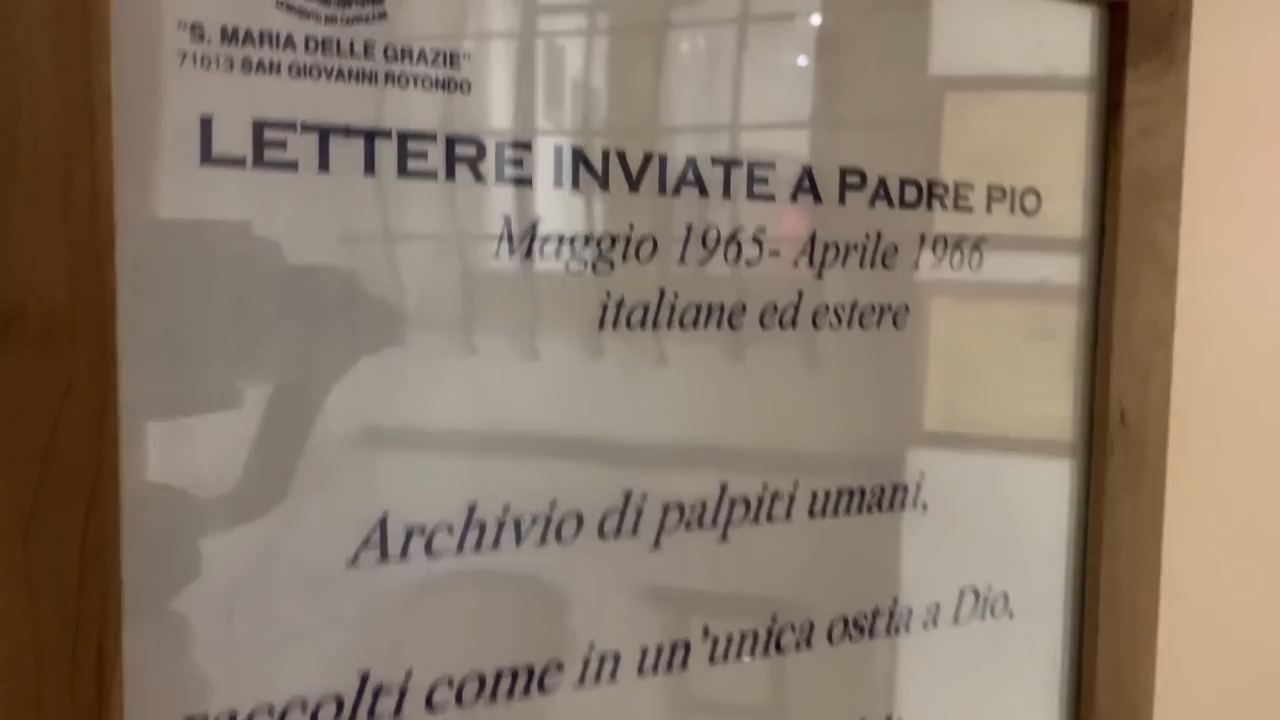 "S. MARIA DELLE GRAZIE"
71013 SAN GIOVANNI ROTONDO
LETTERE INVIATE A PADRE PIO
Maggio 1965- Aprile 1966
italiane ed estere
Archivio di palpiti umani,
raccolti come in un'unica ostia a Dio,